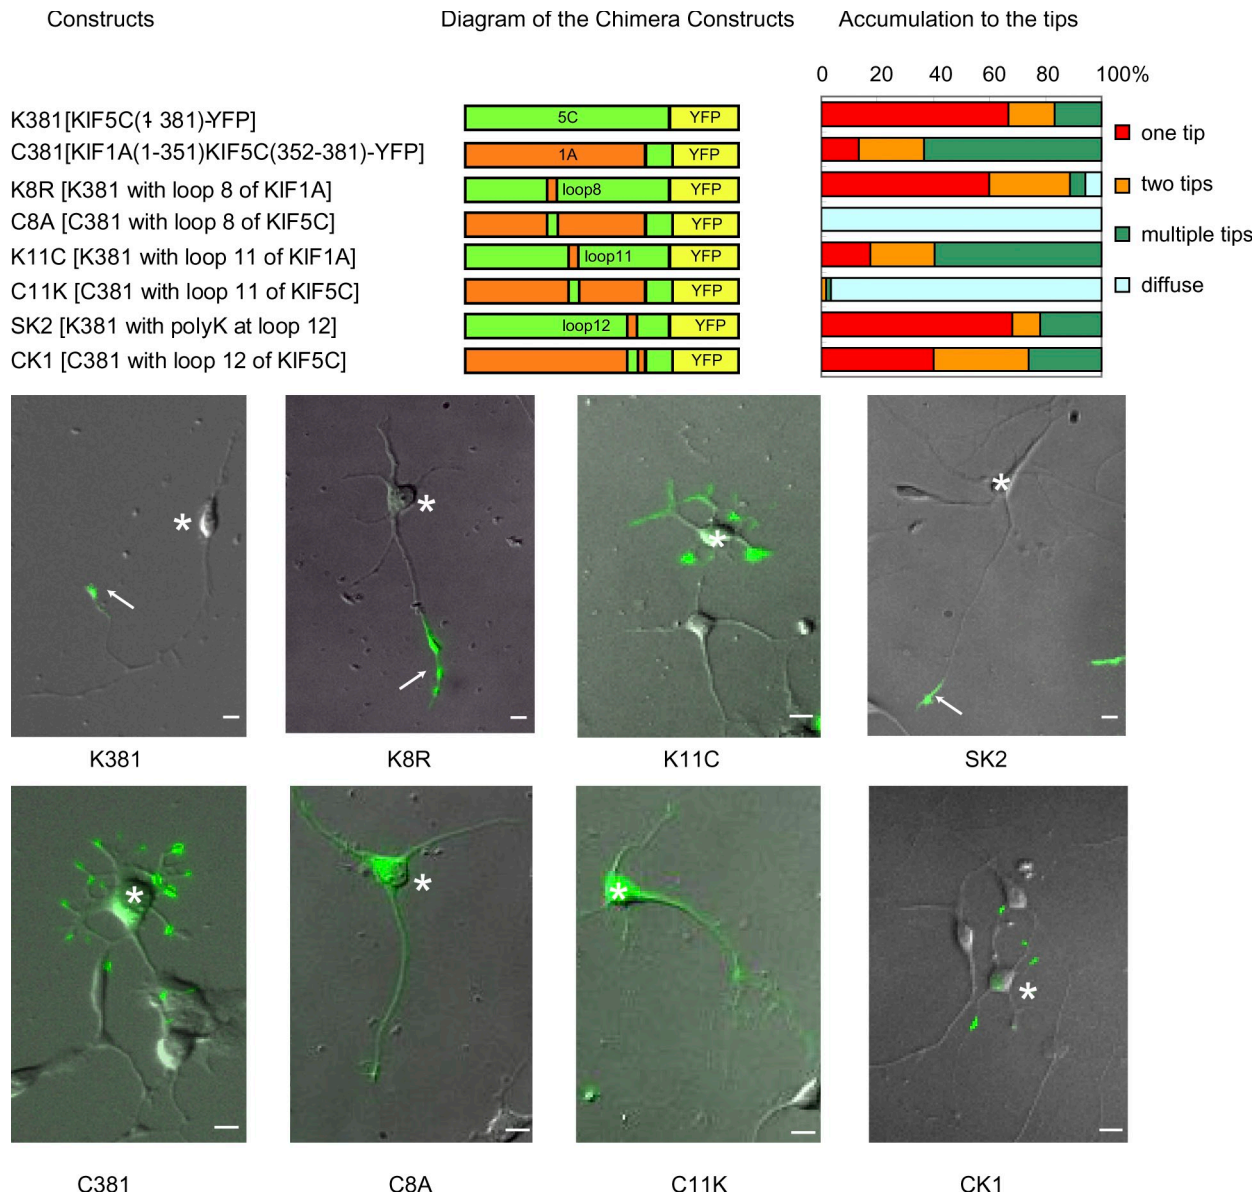 Constructs Diagram of the Chimera Constructs Accumulation to the tips
0 20 40 60 80 100%
K381[KIF5C(1-381)-YFP] 5C YFP
one tip
C381[KIF1A(1-351)KIF5C(352-381)-YFP] 1A YFP
K8R [K381 with loop 8 of KIF1A] loop8 YFP
two tips
C8A [C381 with loop 8 of KIF5C] YFP
multiple tips
K11C [K381 with loop 11 of KIF1A] loop11 YFP
C11K [C381 with loop 11 of KIF5C] YFP
diffuse
SK2 [K381 with polyK at loop 12] loop12 YFP
CK1 [C381 with loop 12 of KIF5C] YFP
* * * *
K381 K8R K11C SK2
* * * *
C381 C8A C11K CK1